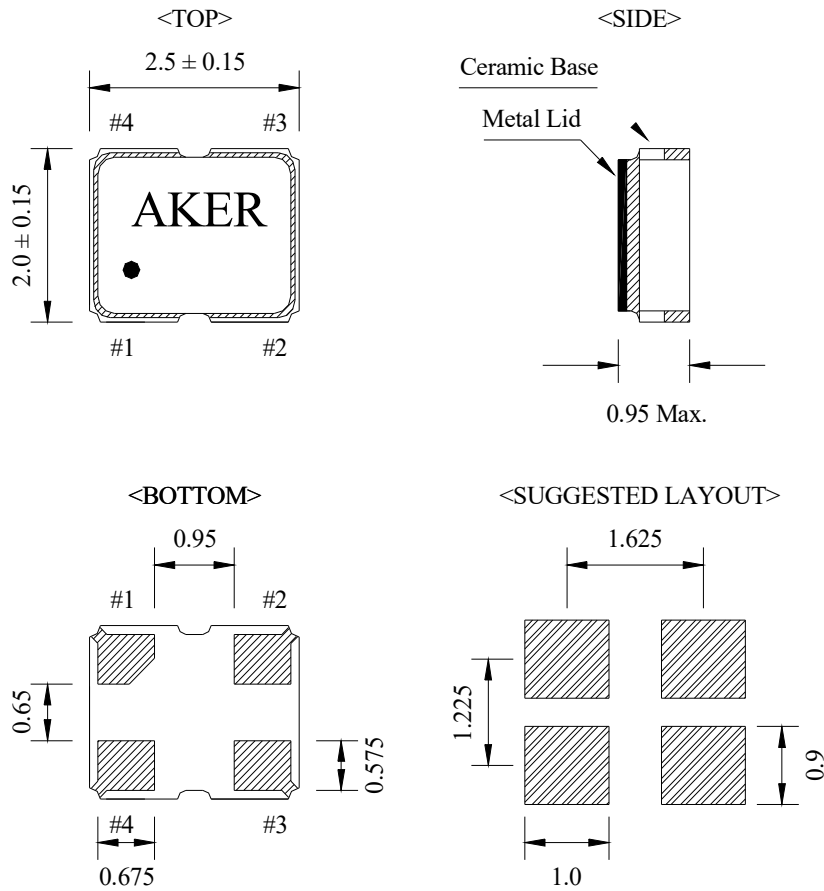 <TOP>
2.5 ± 0.15
#4
#3
2.0 ± 0.15
AKER
#1
#2
<SIDE>
Ceramic Base
Metal Lid
0.95 Max.
<BOTTOM>
0.95
#1
#2
0.65
0.575
#4
#3
0.675
<SUGGESTED LAYOUT>
1.625
1.225
0.9
1.0